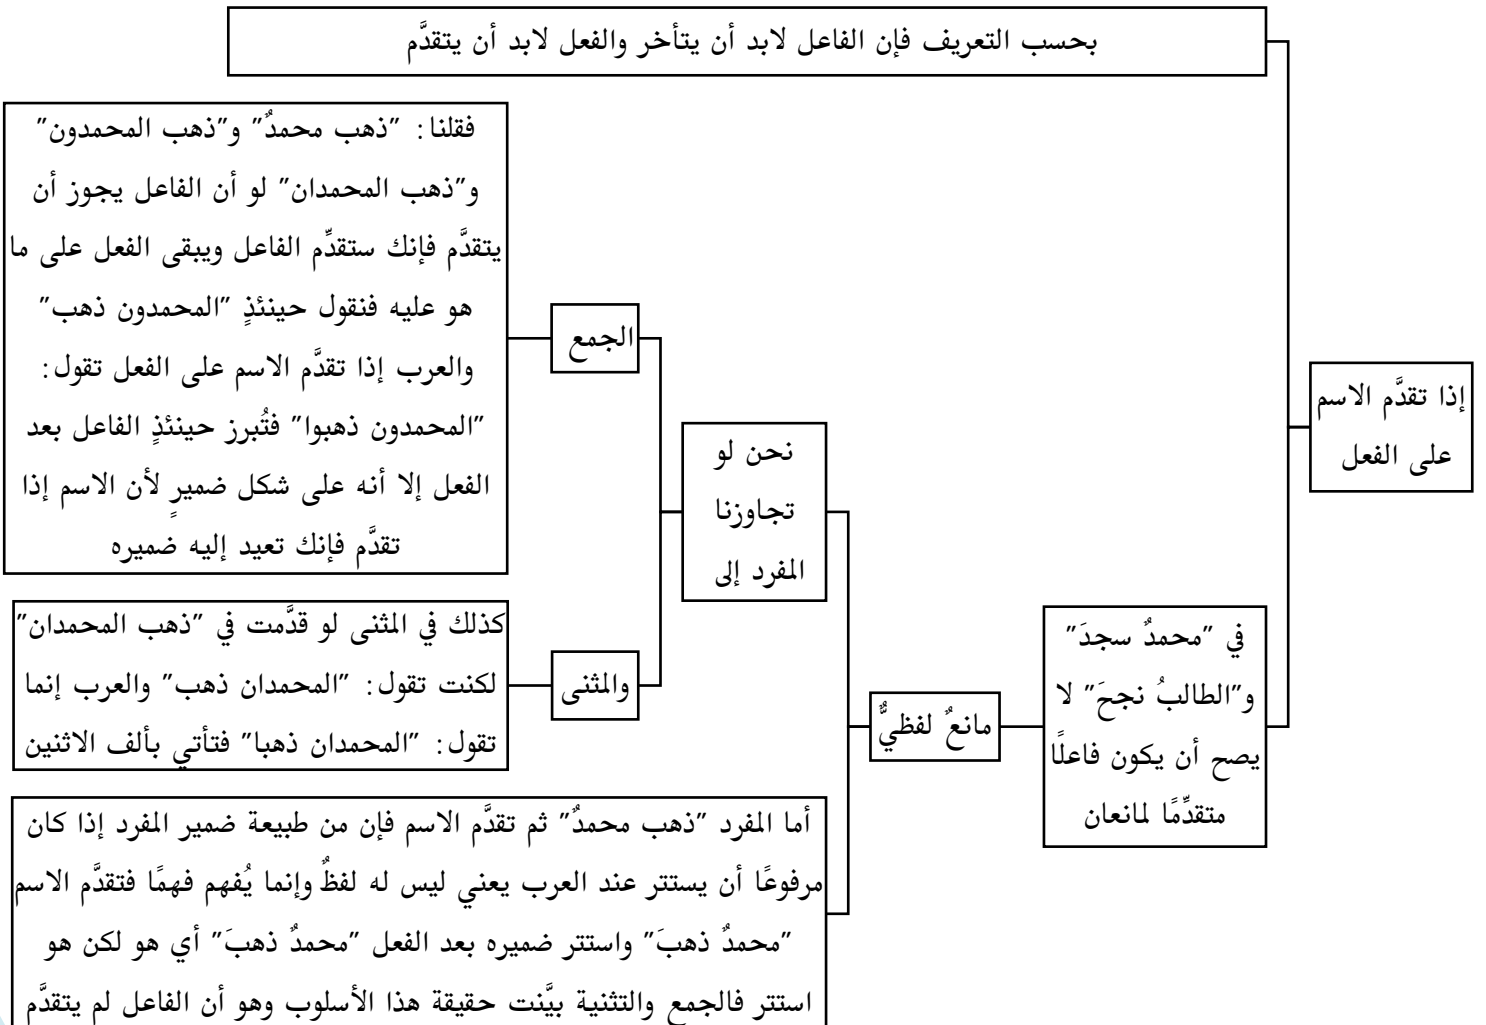 بحسب التعريف فإن الفاعل لابد أن يتأخر والفعل لابد أن يتقدَّم
إذا تقدَّم الاسم
على الفعل
في "محمدٌ سجدَ"
و"الطالبُ نجحَ" لا
يصح أن يكون فاعلًا
متقدِّمًا لمانعان
مانعٌ لفظيٌّ
نحن لو
تجاوزنا
المفرد إلى
الجمع
فقلنا: "ذهب محمدٌ" و"ذهب المحمدون"
و"ذهب المحمدان" لو أن الفاعل يجوز أن
يتقدَّم فإنك ستقدِّم الفاعل ويبقى الفعل على ما
هو عليه فنقول حينئذٍ "المحمدون ذهب"
والعرب إذا تقدَّم الاسم على الفعل تقول:
"المحمدون ذهبوا" فتُبرز حينئذٍ الفاعل بعد
الفعل إلا أنه على شكل ضميرٍ لأن الاسم إذا
تقدَّم فإنك تعيد إليه ضميره
والمثنى
كذلك في المثنى لو قدَّمت في "ذهب المحمدان"
لكنت تقول: "المحمدان ذهب" والعرب إنما
تقول: "المحمدان ذهبا" فتأتي بألف الاثنين
أما المفرد "ذهب محمدٌ" ثم تقدَّم الاسم فإن من طبيعة ضمير المفرد إذا كان
مرفوعًا أن يستتر عند العرب يعني ليس له لفظٌ وإنما يُفهم فهمًا فتقدَّم الاسم
"محمدٌ ذهبَ" واستتر ضميره بعد الفعل "محمدٌ ذهبَ" أي هو لكن هو
استتر فالجمع والتثنية بيَّنت حقيقة هذا الأسلوب وهو أن الفاعل لم يتقدَّم